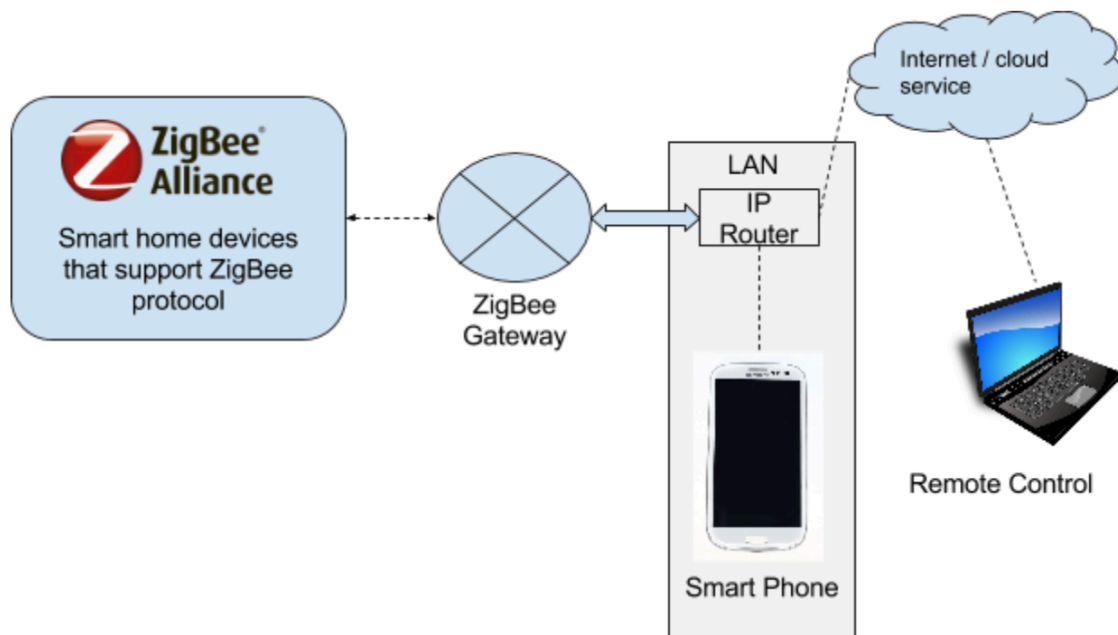 ZigBee®
Alliance
Smart home devices
that support ZigBee
protocol
ZigBee
Gateway
LAN
IP
Router
Smart Phone
Internet / cloud
service
Remote Control